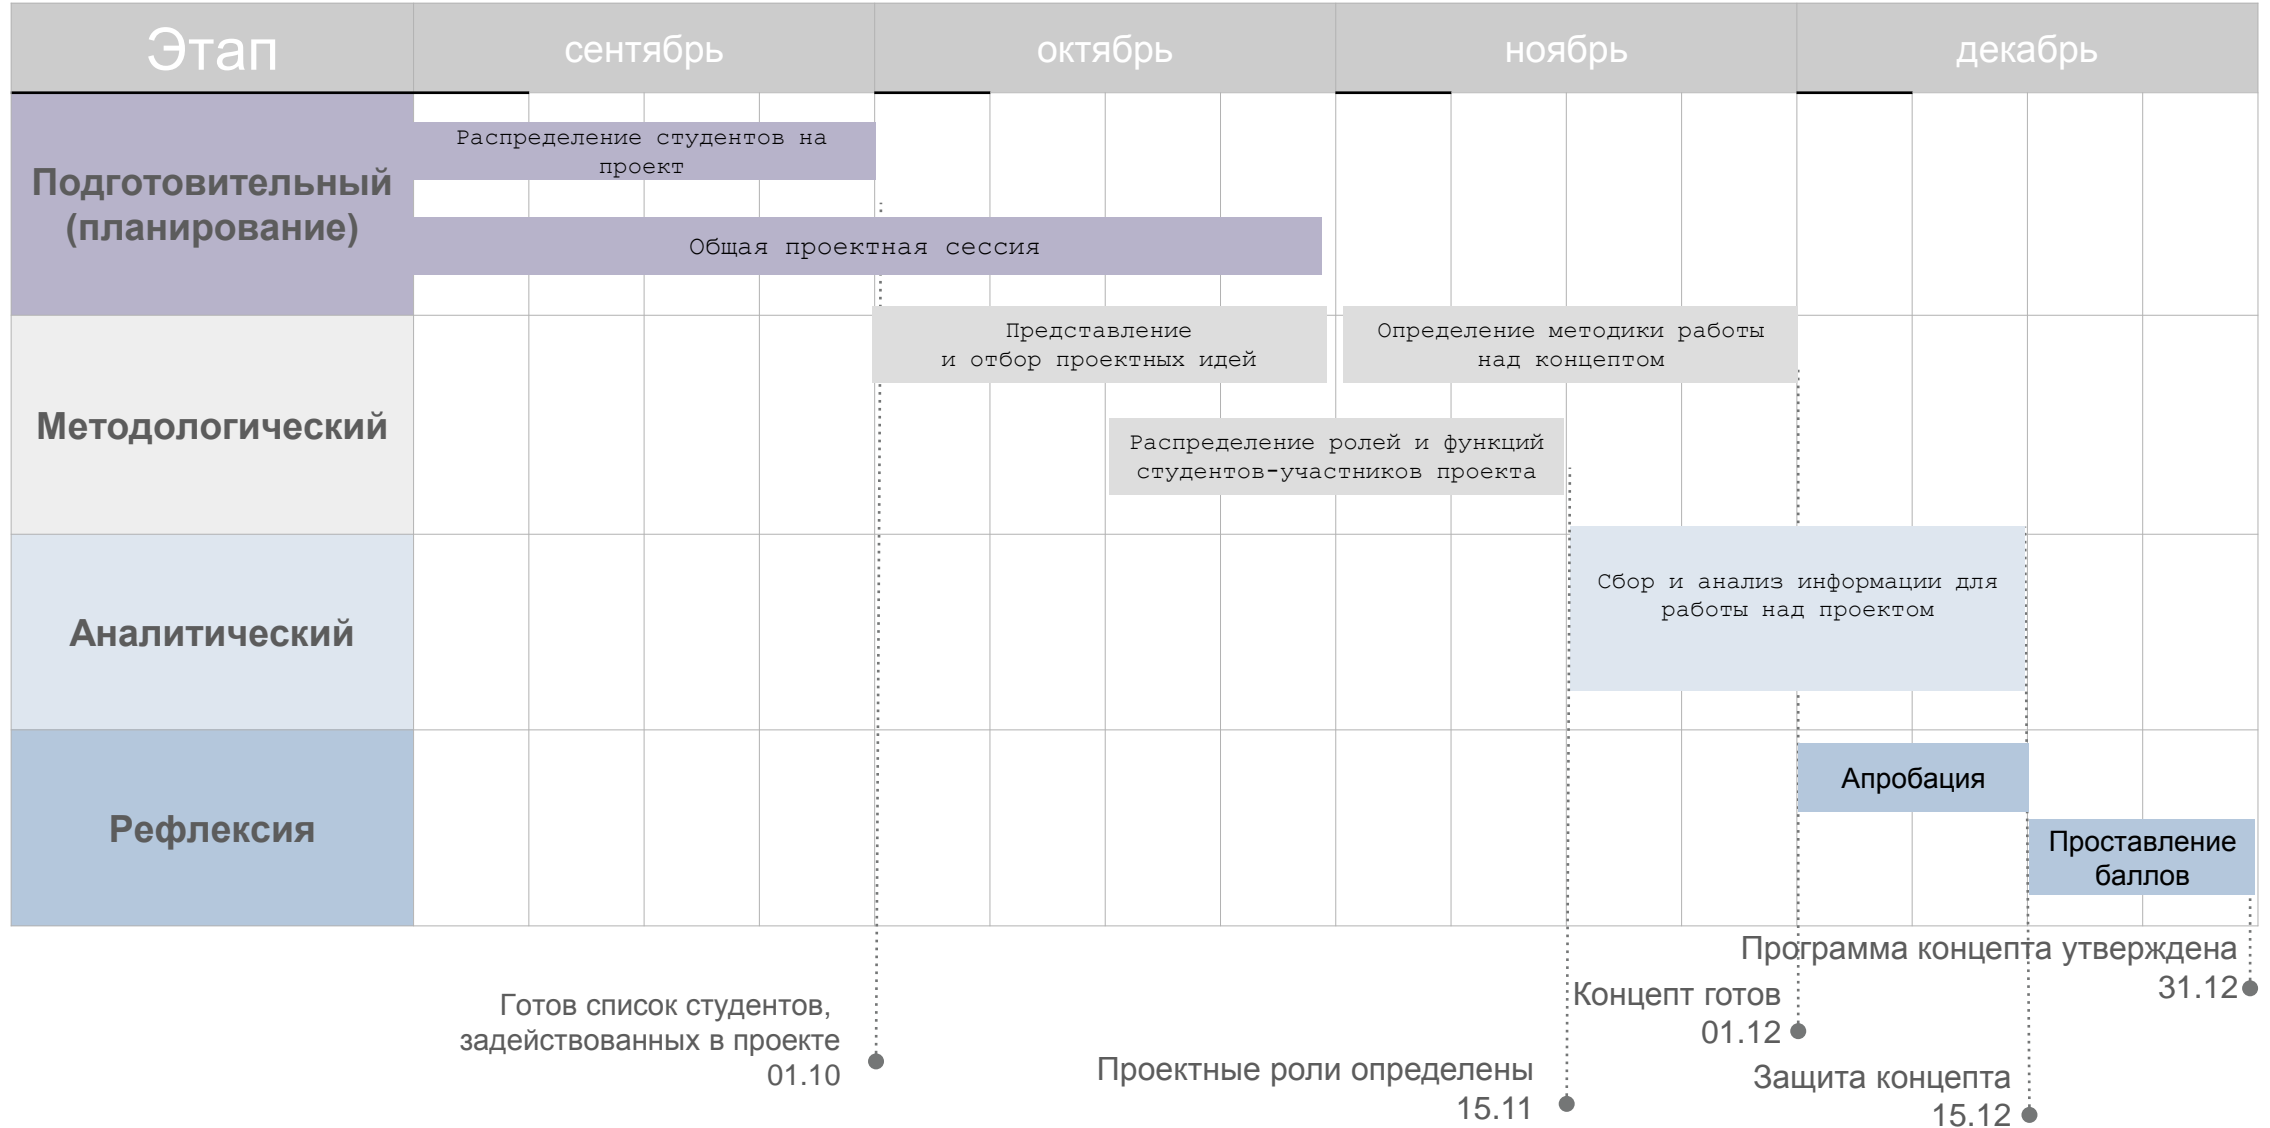 Этап
сентябрь
октябрь
ноябрь
декабрь
Подготовительный
(планирование)
Распределение студентов на
проект
Общая проектная сессия
Методологический
Представление
и отбор проектных идей
Определение методики работы
над концептом
Распределение ролей и функций
студентов-участников проекта
Аналитический
Сбор и анализ информации для
работы над проектом
Рефлексия
Апробация
Проставление
баллов
Готов список студентов,
задействованных в проекте
01.10
Проектные роли определены
15.11
Концепт готов
01.12
Защита концепта
15.12
Программа концепта утверждена
31.12